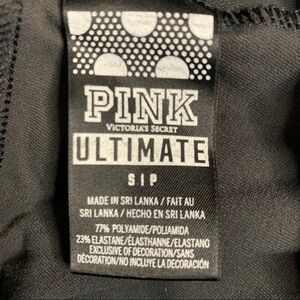 PINK
VICTORIA'S SECRET
ULTIMATE
S I P
MADE IN SRI LANKA / FAIT AU
SRI LANKA / HECHO EN SRI LANKA
77% POLYAMIDE/POLIAMIDA
23% ELASTANE/ÉLASTHANNE/ELASTANO
EXCLUSIVE OF DECORATION/SANS
DÉCORATION/NO INCLUYE LA DECORACIÓN